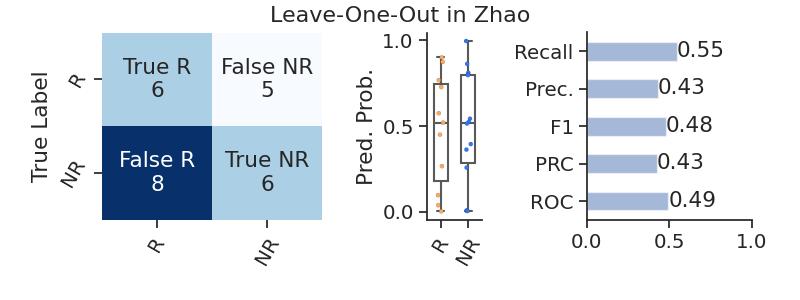 Leave-One-Out in Zhao
True Label
R
NR
True R
6
False NR
5
False R
8
True NR
6
R
NR
Pred. Prob.
1.0
0.5
0.0
R
NR
Recall
0.55
Prec.
0.43
F1
0.48
PRC
0.43
ROC
0.49
0.0
0.5
1.0